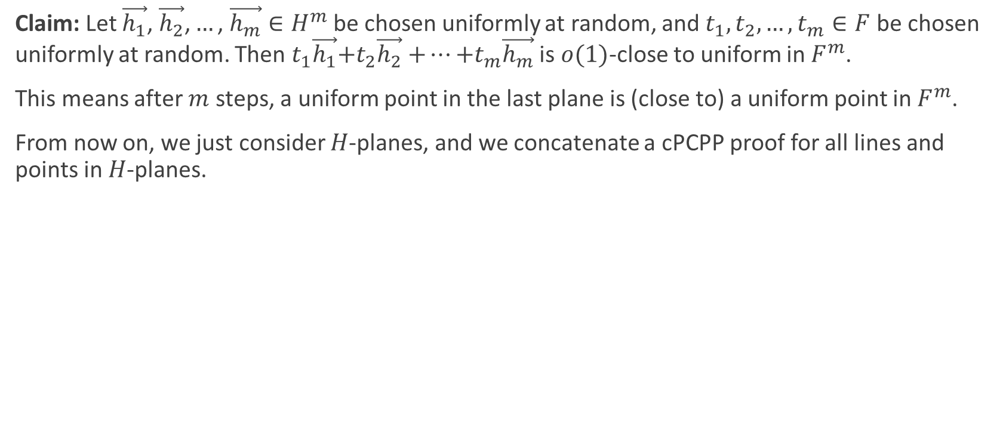 Claim: Let $\overrightarrow{h_1}, \overrightarrow{h_2}, \ldots, \overrightarrow{h_m} \in H^m$ be chosen uniformly at random, and $t_1, t_2, \ldots, t_m \in F$ be chosen
uniformly at random. Then $t_1\overrightarrow{h_1}+t_2\overrightarrow{h_2} + \cdots + t_m\overrightarrow{h_m}$ is $o(1)$-close to uniform in $F^m$.
This means after $m$ steps, a uniform point in the last plane is (close to) a uniform point in $F^m$.
From now on, we just consider $H$-planes, and we concatenate a cPCPP proof for all lines and
points in $H$-planes.